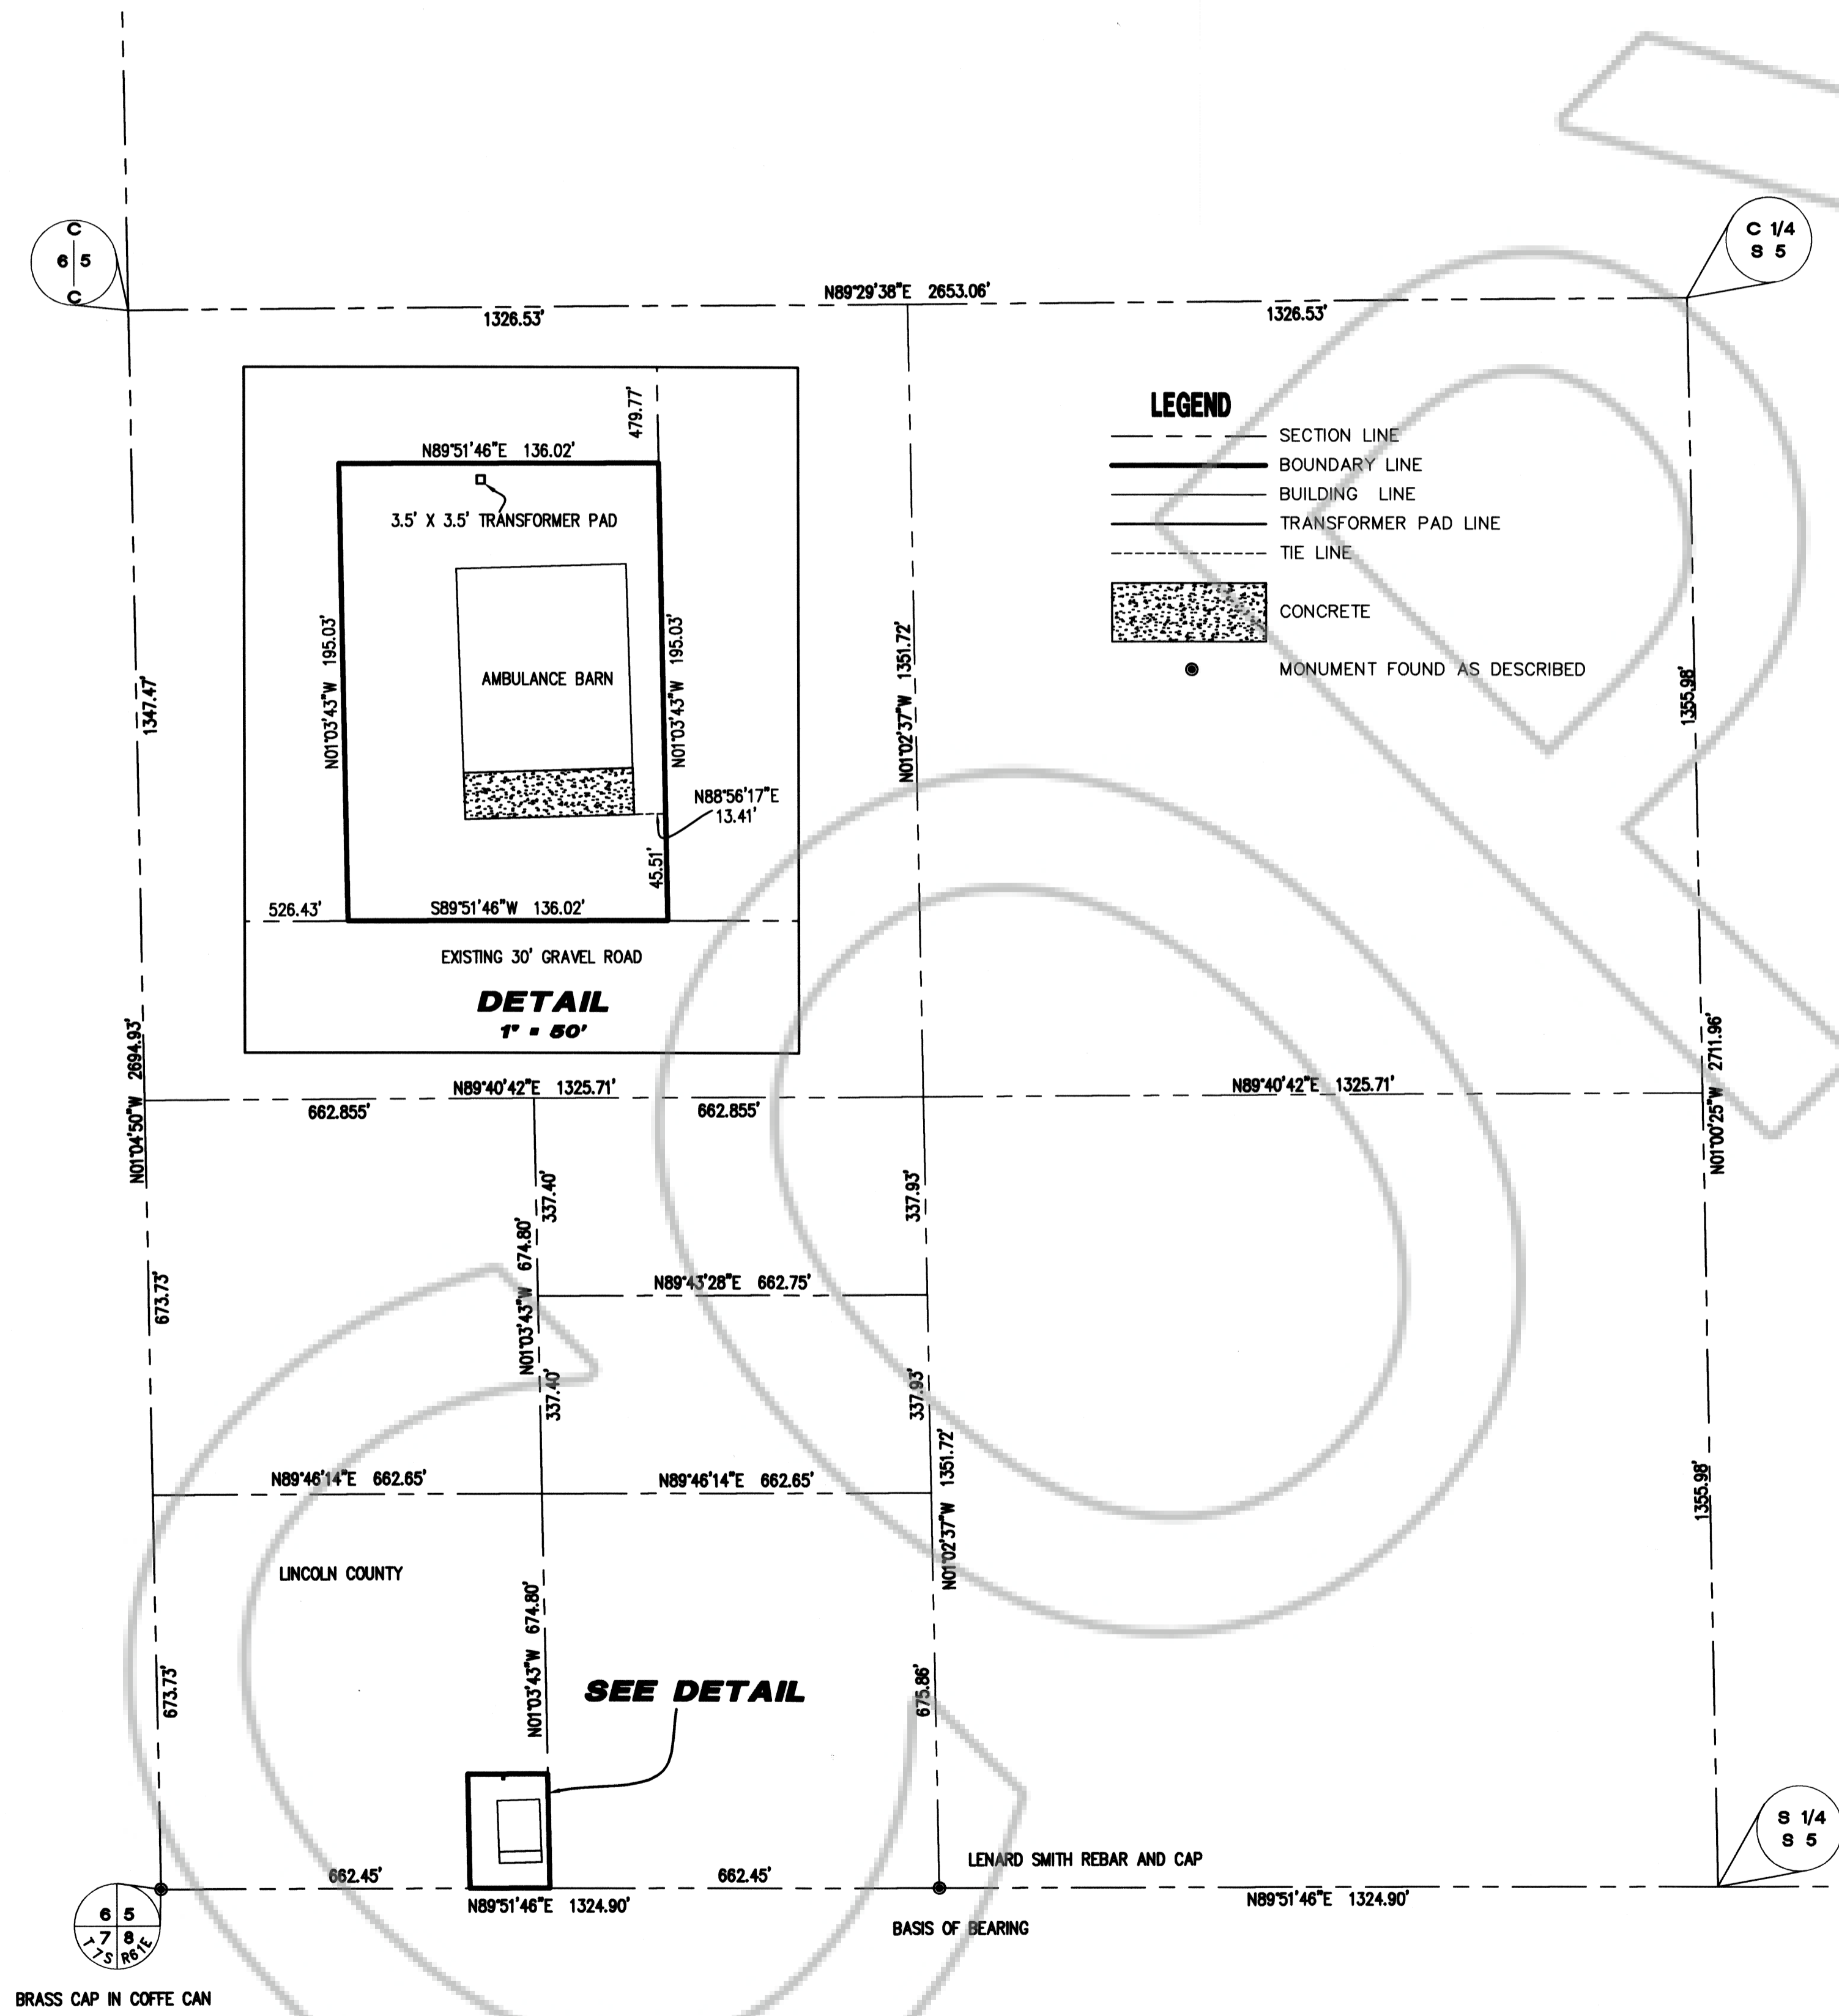 C
6 5
C
C 1/4
S 5
N89°29'38"E 2653.06'
1326.53'
1326.53'
LEGEND
SECTION LINE
BOUNDARY LINE
BUILDING LINE
TRANSFORMER PAD LINE
TIE LINE
CONCRETE
MONUMENT FOUND AS DESCRIBED
479.77'
N89°51'46"E 136.02'
3.5' X 3.5' TRANSFORMER PAD
N01°03'43"W 195.03'
AMBULANCE BARN
N01°03'43"W 195.03'
N88°56'17"E
13.41'
45.51'
526.43'
S89°51'46"W 136.02'
EXISTING 30' GRAVEL ROAD
DETAIL
1" = 50'
1347.47'
N01°02'37"W 1351.72'
1355.98'
N01°04'50"W 2694.93'
N01°00'25"W 2711.96'
N89°40'42"E 1325.71'
662.855'
662.855'
N89°40'42"E 1325.71'
337.40'
N01°03'43"W 674.80'
337.40'
337.93'
N89°43'28"E 662.75'
337.93'
673.73'
N01°02'37"W 1351.72'
1355.98'
N89°46'14"E 662.65'
N89°46'14"E 662.65'
LINCOLN COUNTY
N01°03'43"W 674.80'
SEE DETAIL
673.73'
675.86'
S 1/4
S 5
LENARD SMITH REBAR AND CAP
662.45'
662.45'
N89°51'46"E 1324.90'
N89°51'46"E 1324.90'
BASIS OF BEARING
6 5
7 8
T 7S R61E
BRASS CAP IN COFFE CAN
COPY